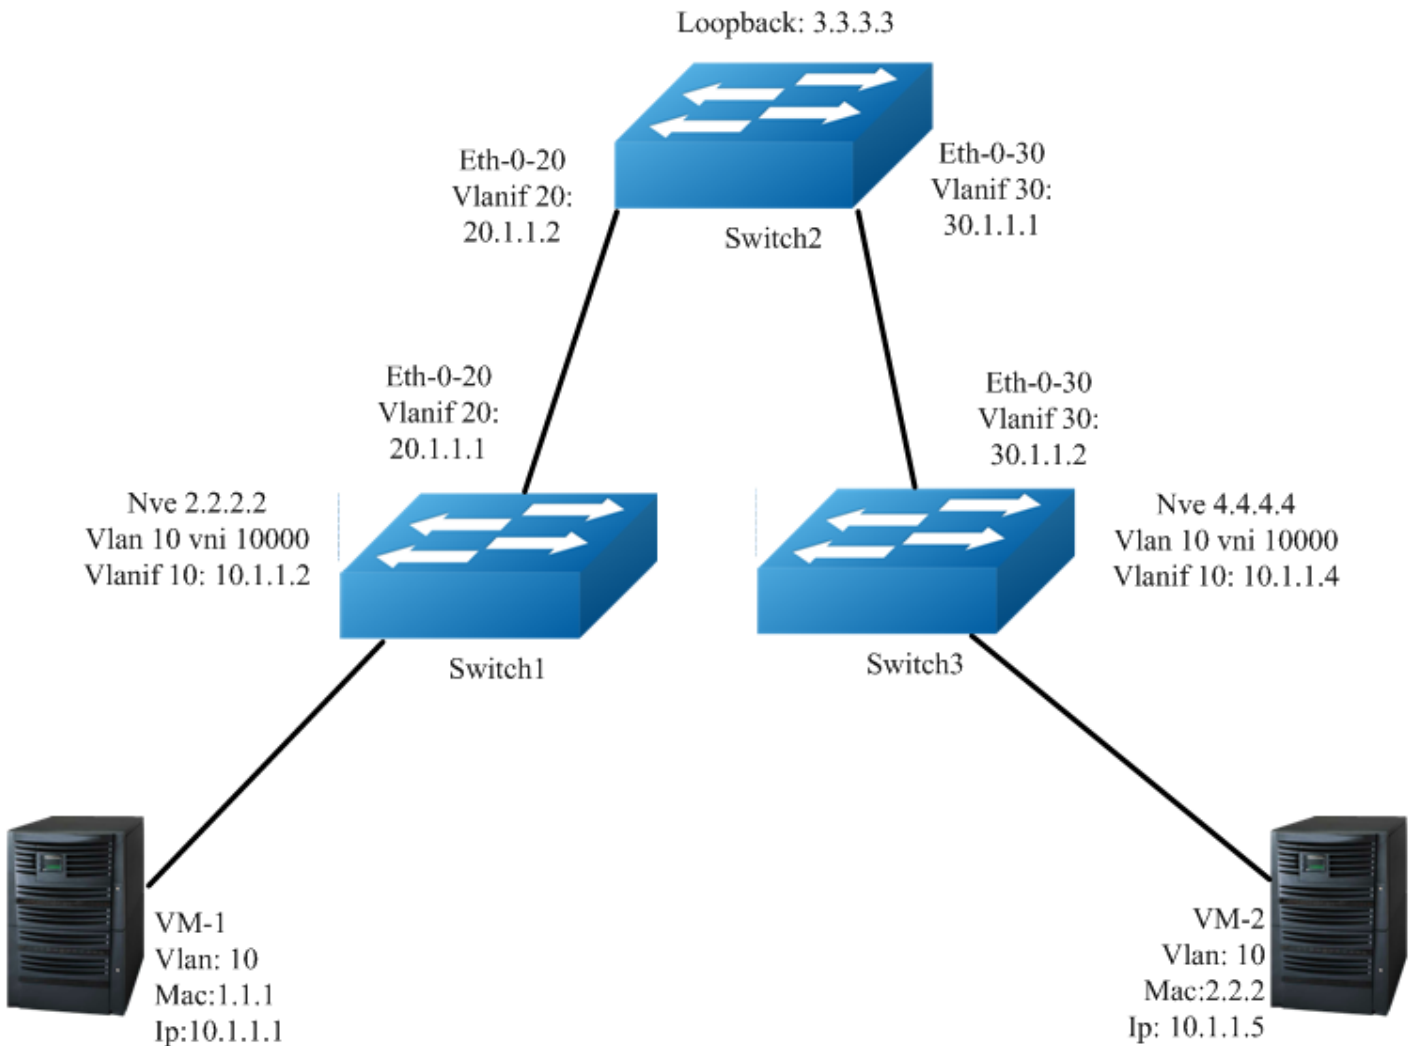 Loopback: 3.3.3.3
Eth-0-20
Vlanif 20:
20.1.1.2
Eth-0-30
Vlanif 30:
30.1.1.1
Switch2
Eth-0-20
Vlanif 20:
20.1.1.1
Eth-0-30
Vlanif 30:
30.1.1.2
Nve 2.2.2.2
Vlan 10 vni 10000
Vlanif 10: 10.1.1.2
Nve 4.4.4.4
Vlan 10 vni 10000
Vlanif 10: 10.1.1.4
Switch1
Switch3
VM-1
Vlan: 10
Mac:1.1.1
Ip:10.1.1.1
VM-2
Vlan: 10
Mac:2.2.2
Ip: 10.1.1.5